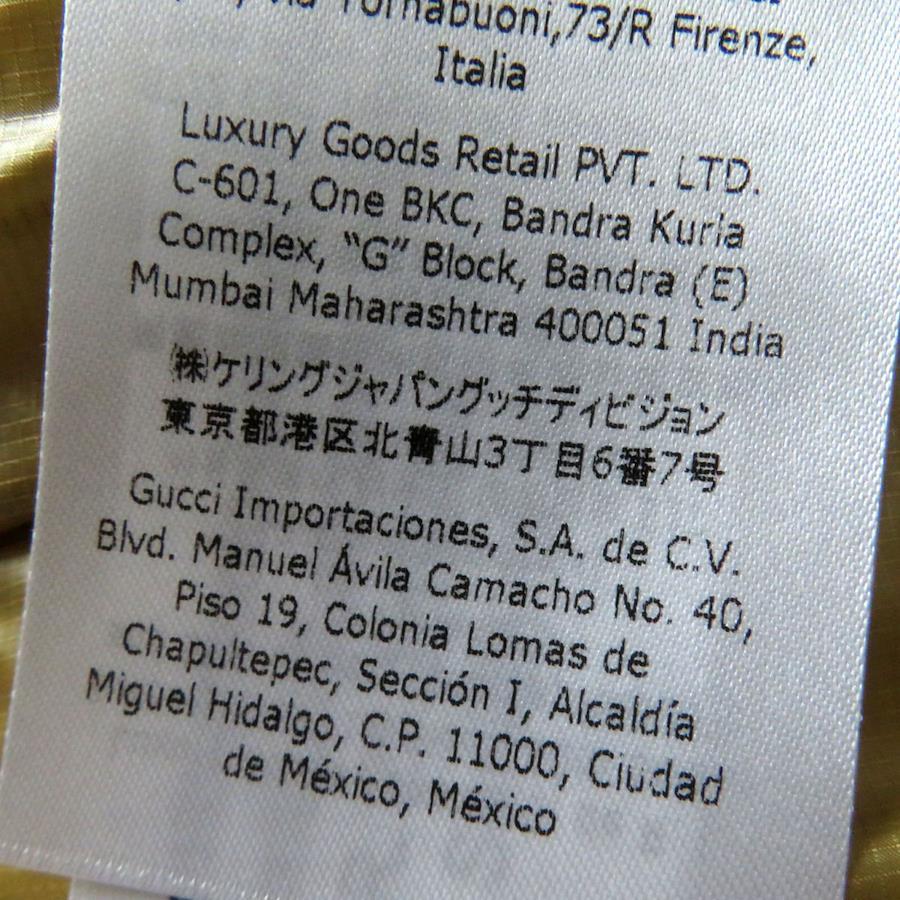 Tornabuoni,73/R Firenze,
Italia
Luxury Goods Retail PVT. LTD.
C-601, One BKC, Bandra Kurla
Complex, “G” Block, Bandra (E)
Mumbai Maharashtra 400051 India
㈱ケリングジャパングッチディビジョン
東京都港区北青山3丁目6番7号
Gucci Importaciones, S.A. de C.V.
Blvd. Manuel Ávila Camacho No. 40,
Piso 19, Colonia Lomas de
Chapultepec, Sección I, Alcaldía
Miguel Hidalgo, C.P. 11000, Ciudad
de México, México